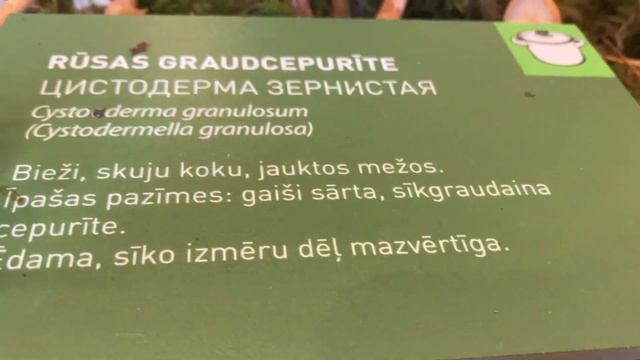 RŪSAS GRAUDCEPURĪTE
ЦИСТОДЕРМА ЗЕРНИСТАЯ
Cystoderma granulosum
(Cystodermella granulosa)
Bieži, skuju koku, jauktos mežos.
Īpašas pazīmes: gaiši sārta, sīkgraudaina
cepurīte.
Ēdama, sīko izmēru dēļ mazvērtīga.